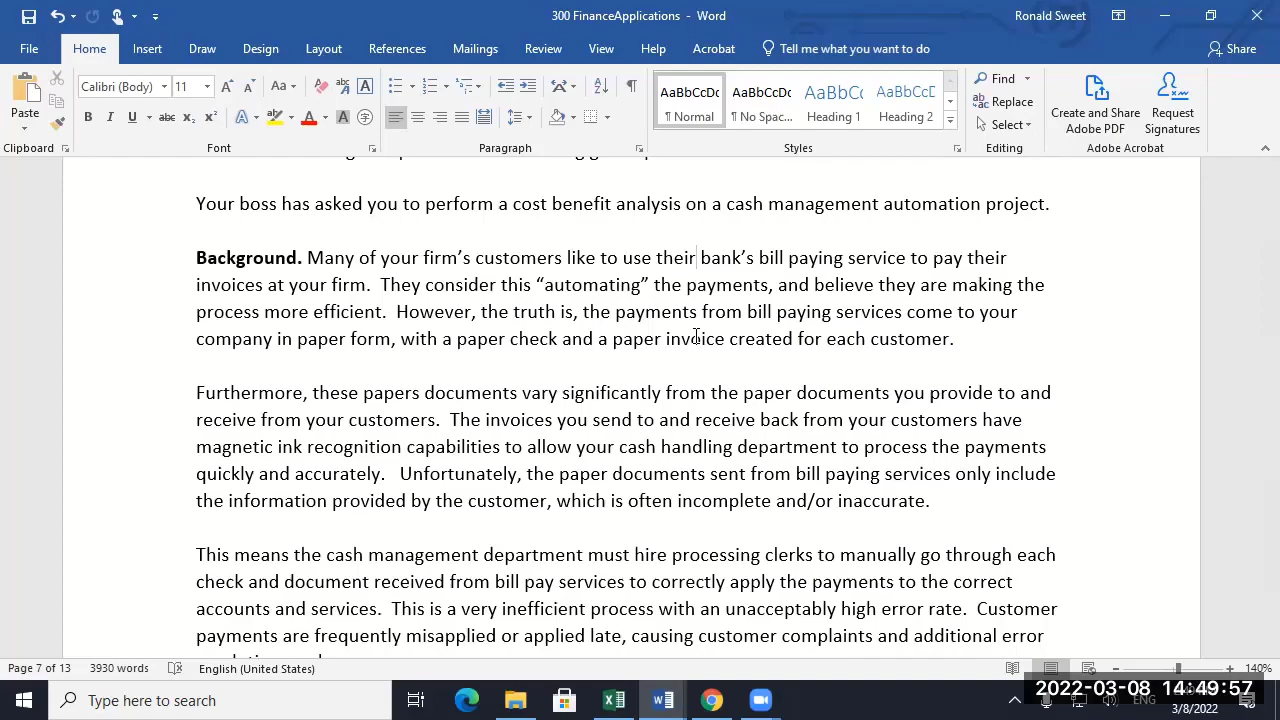 300 FinanceApplications - Word
Ronald Sweet
File Home Insert Draw Design Layout References Mailings Review View Help Acrobat Tell me what you want to do Share
Paste
Clipboard
Calibri (Body) 11
Font
Paragraph
AaBbCcDc AaBbCcDc AaBbCc AaBbCcD
¶ Normal ¶ No Spac... Heading 1 Heading 2
Styles
Find
Replace
Select
Editing
Create and Share
Adobe PDF
Request
Signatures
Adobe Acrobat
Your boss has asked you to perform a cost benefit analysis on a cash management automation project.
Background. Many of your firm’s customers like to use their bank’s bill paying service to pay their
invoices at your firm.  They consider this “automating” the payments, and believe they are making the
process more efficient.  However, the truth is, the payments from bill paying services come to your
company in paper form, with a paper check and a paper invoice created for each customer.
Furthermore, these papers documents vary significantly from the paper documents you provide to and
receive from your customers.  The invoices you send to and receive back from your customers have
magnetic ink recognition capabilities to allow your cash handling department to process the payments
quickly and accurately.   Unfortunately, the paper documents sent from bill paying services only include
the information provided by the customer, which is often incomplete and/or inaccurate.
This means the cash management department must hire processing clerks to manually go through each
check and document received from bill pay services to correctly apply the payments to the correct
accounts and services.  This is a very inefficient process with an unacceptably high error rate.  Customer
payments are frequently misapplied or applied late, causing customer complaints and additional error
Page 7 of 13 3930 words English (United States) 140%
Type here to search
ENG
2022-03-08 14:49:57
3/8/2022